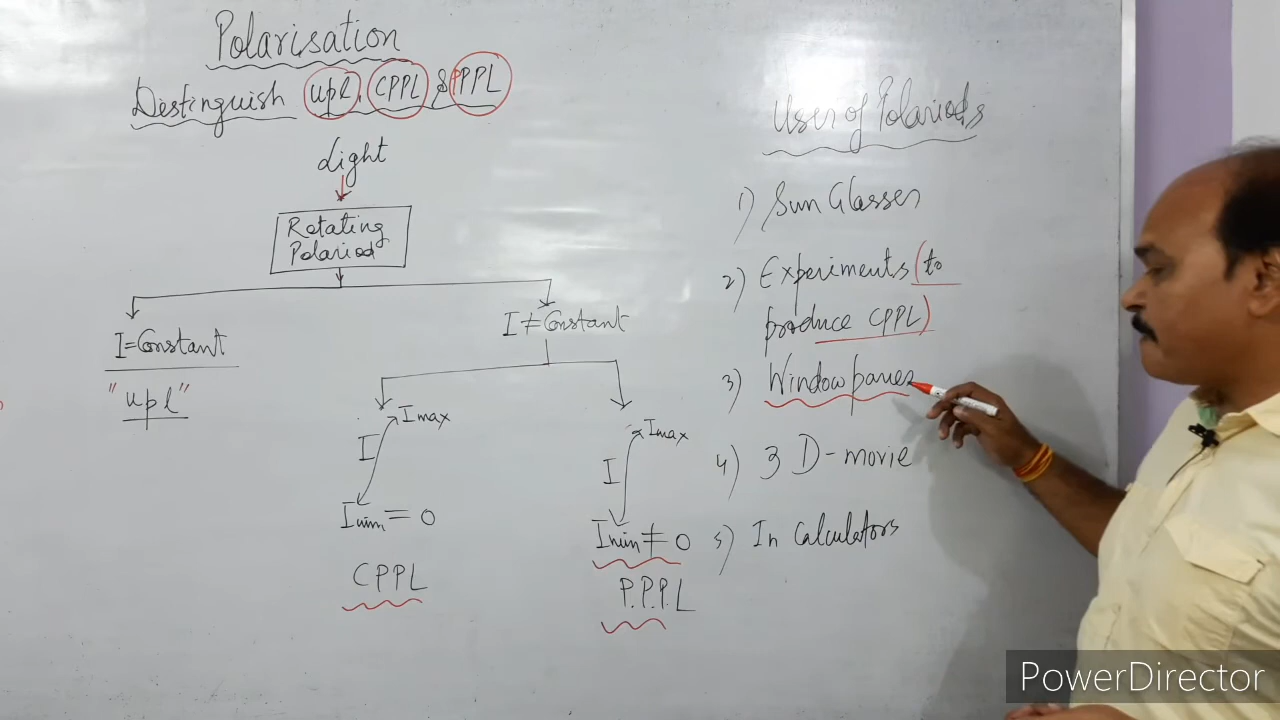 Polarisation
Destinguish upl, CPPL & PPPL
Light
Rotating
Polariod
I=Constant
"upl"
I≠Constant
Imax
I
Imin = 0
CPPL
Imax
I
Imin ≠ 0
P.P.P.L
Uses of Polariods
1) Sun Glasses
2) Experiments (to
produce CPPL)
3) Window panes
4) 3 D-movie
5) In Calculators
PowerDirector